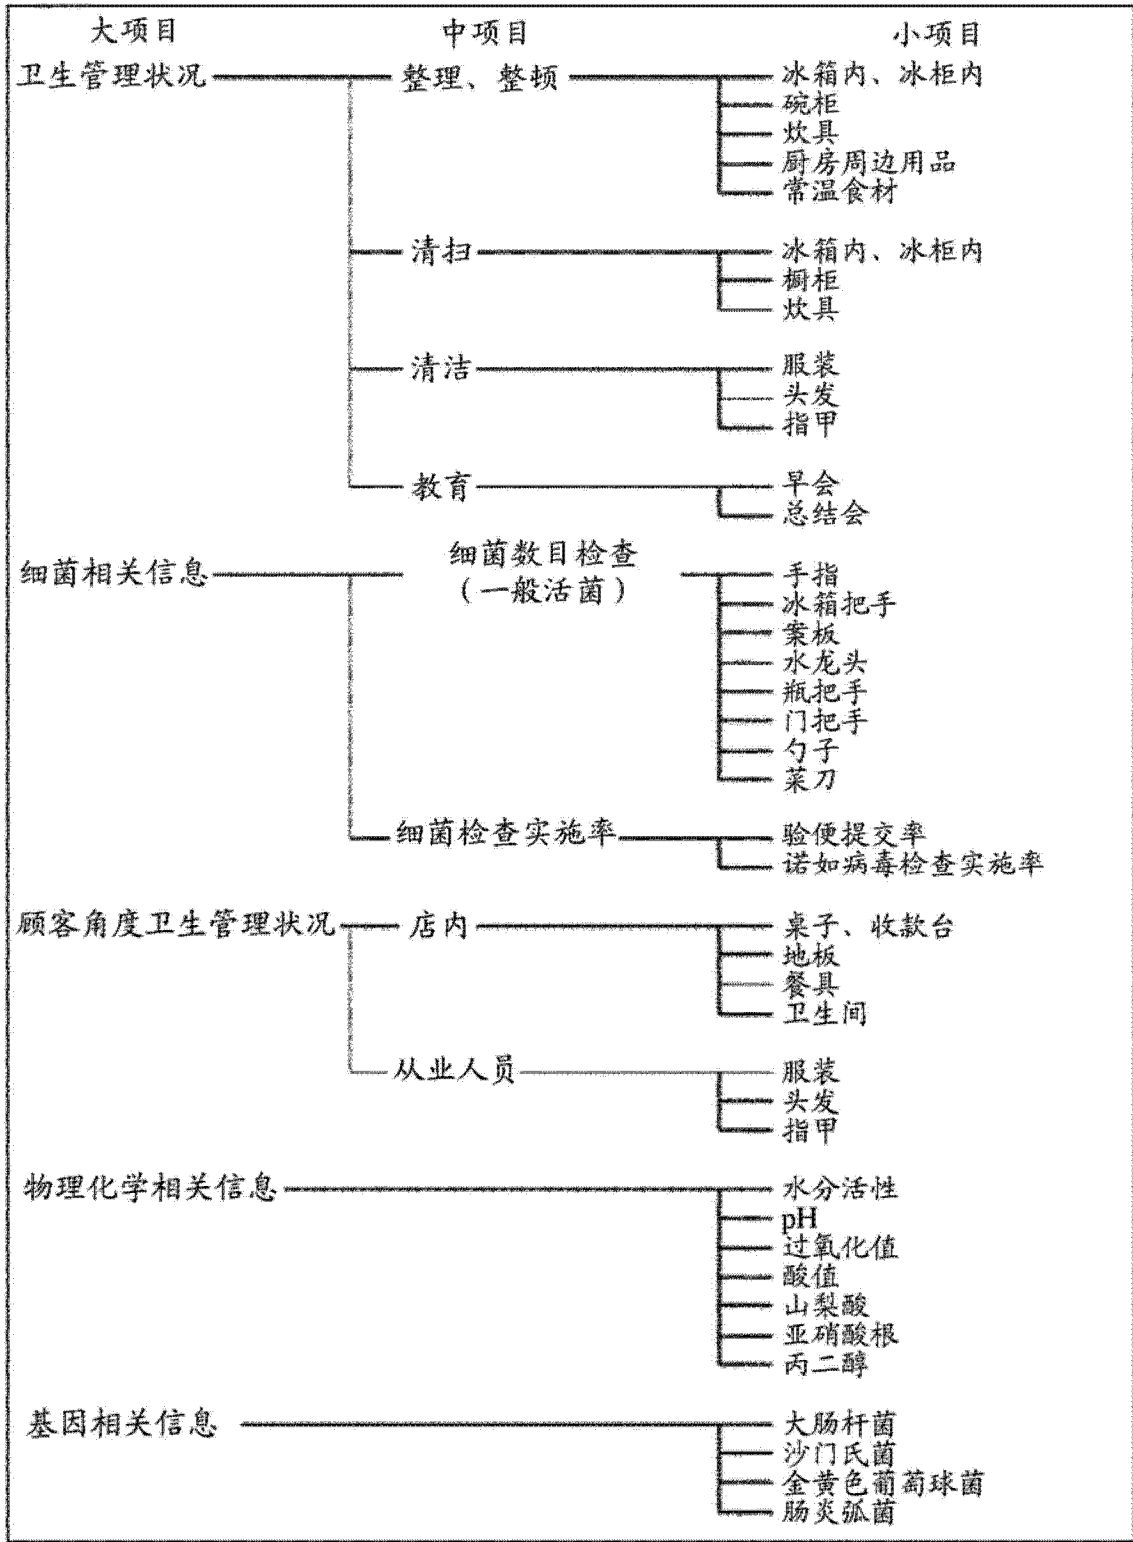 大项目 中项目 小项目
卫生管理状况 整理、整顿 冰箱内、冰柜内
碗柜
炊具
厨房周边用品
常温食材
清扫 冰箱内、冰柜内
橱柜
炊具
清洁 服装
头发
指甲
教育 早会
总结会
细菌相关信息 细菌数目检查 手指
(一般活菌) 冰箱把手
案板
水龙头
瓶把手
门把手
勺子
菜刀
细菌检查实施率 验便提交率
诺如病毒检查实施率
顾客角度卫生管理状况 店内 桌子、收款台
地板
餐具
卫生间
从业人员 服装
头发
指甲
物理化学相关信息 水分活性
pH
过氧化值
酸值
山梨酸
亚硝酸根
丙二醇
基因相关信息 大肠杆菌
沙门氏菌
金黄色葡萄球菌
肠炎弧菌